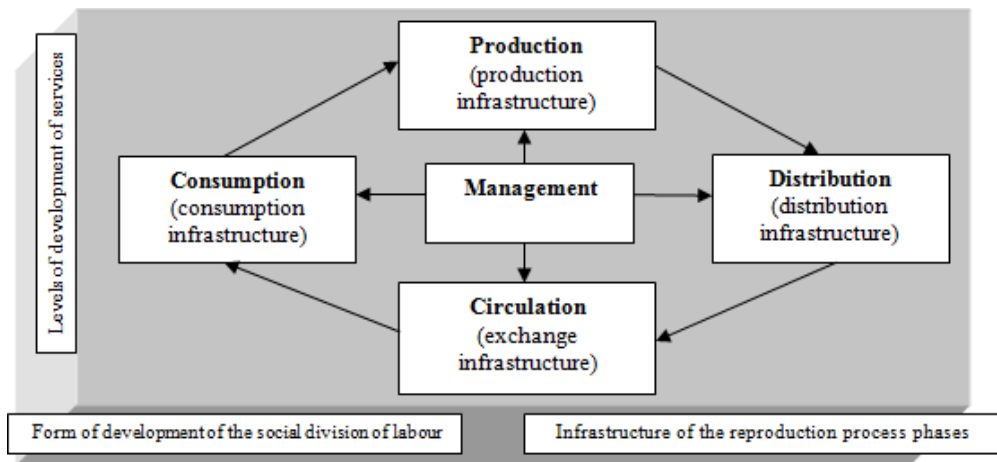 Levels of development of services
Production
(production
infrastructure)
Consumption
(consumption
infrastructure)
Management
Distribution
(distribution
infrastructure)
Circulation
(exchange
infrastructure)
Form of development of the social division of labour
Infrastructure of the reproduction process phases